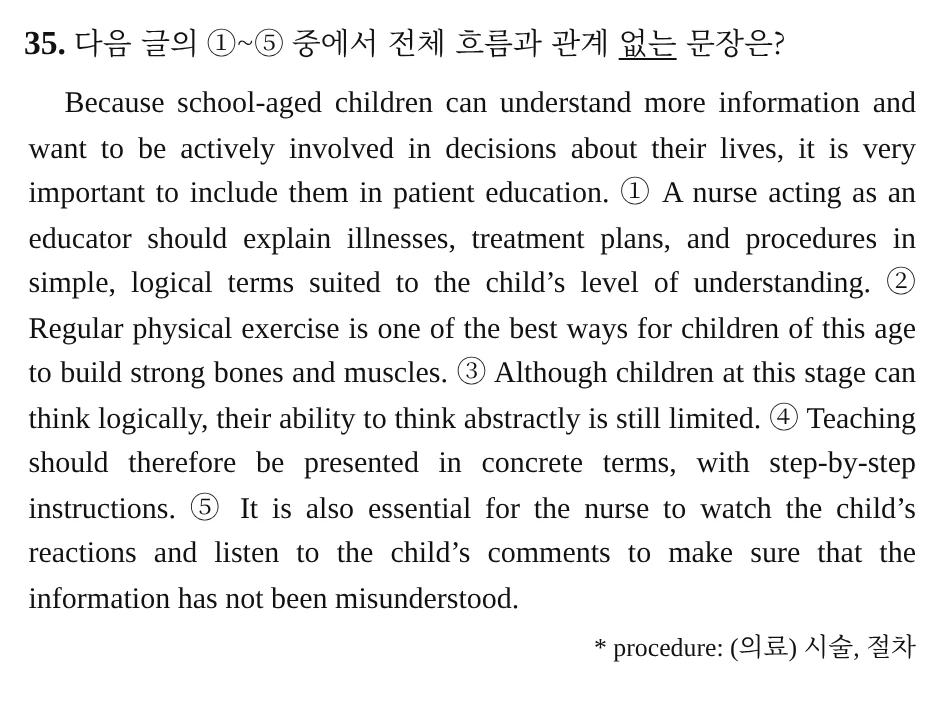 35. 다음 글의 ①~⑤ 중에서 전체 흐름과 관계 없는 문장은?
Because school-aged children can understand more information and
want to be actively involved in decisions about their lives, it is very
important to include them in patient education. ① A nurse acting as an
educator should explain illnesses, treatment plans, and procedures in
simple, logical terms suited to the child’s level of understanding. ②
Regular physical exercise is one of the best ways for children of this age
to build strong bones and muscles. ③ Although children at this stage can
think logically, their ability to think abstractly is still limited. ④ Teaching
should therefore be presented in concrete terms, with step-by-step
instructions. ⑤ It is also essential for the nurse to watch the child’s
reactions and listen to the child’s comments to make sure that the
information has not been misunderstood.
* procedure: (의료) 시술, 절차